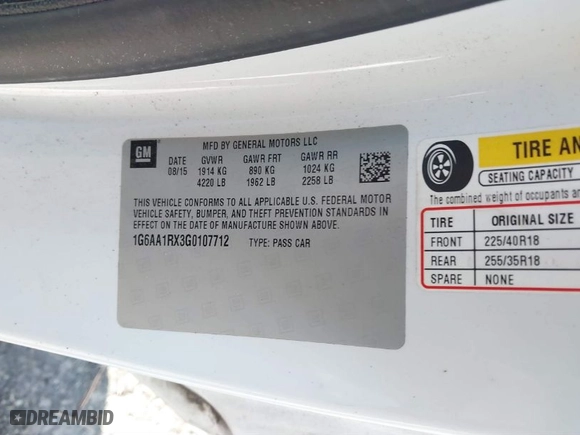 GM
MFD BY GENERAL MOTORS LLC
08/15 GVWR GAWR FRT GAWR RR
1914 KG 890 KG 1024 KG
4220 LB 1962 LB 2258 LB
THIS VEHICLE CONFORMS TO ALL APPLICABLE U.S. FEDERAL MOTOR
VEHICLE SAFETY, BUMPER, AND THEFT PREVENTION STANDARDS IN
EFFECT ON THE DATE OF MANUFACTURE SHOWN ABOVE.
1G6AA1RX3G0107712 TYPE: PASS CAR
TIRE AN
SEATING CAPACITY
The combined weight of occupants an
TIRE ORIGINAL SIZE
FRONT 225/40R18
REAR 255/35R18
SPARE NONE
DREAMBID